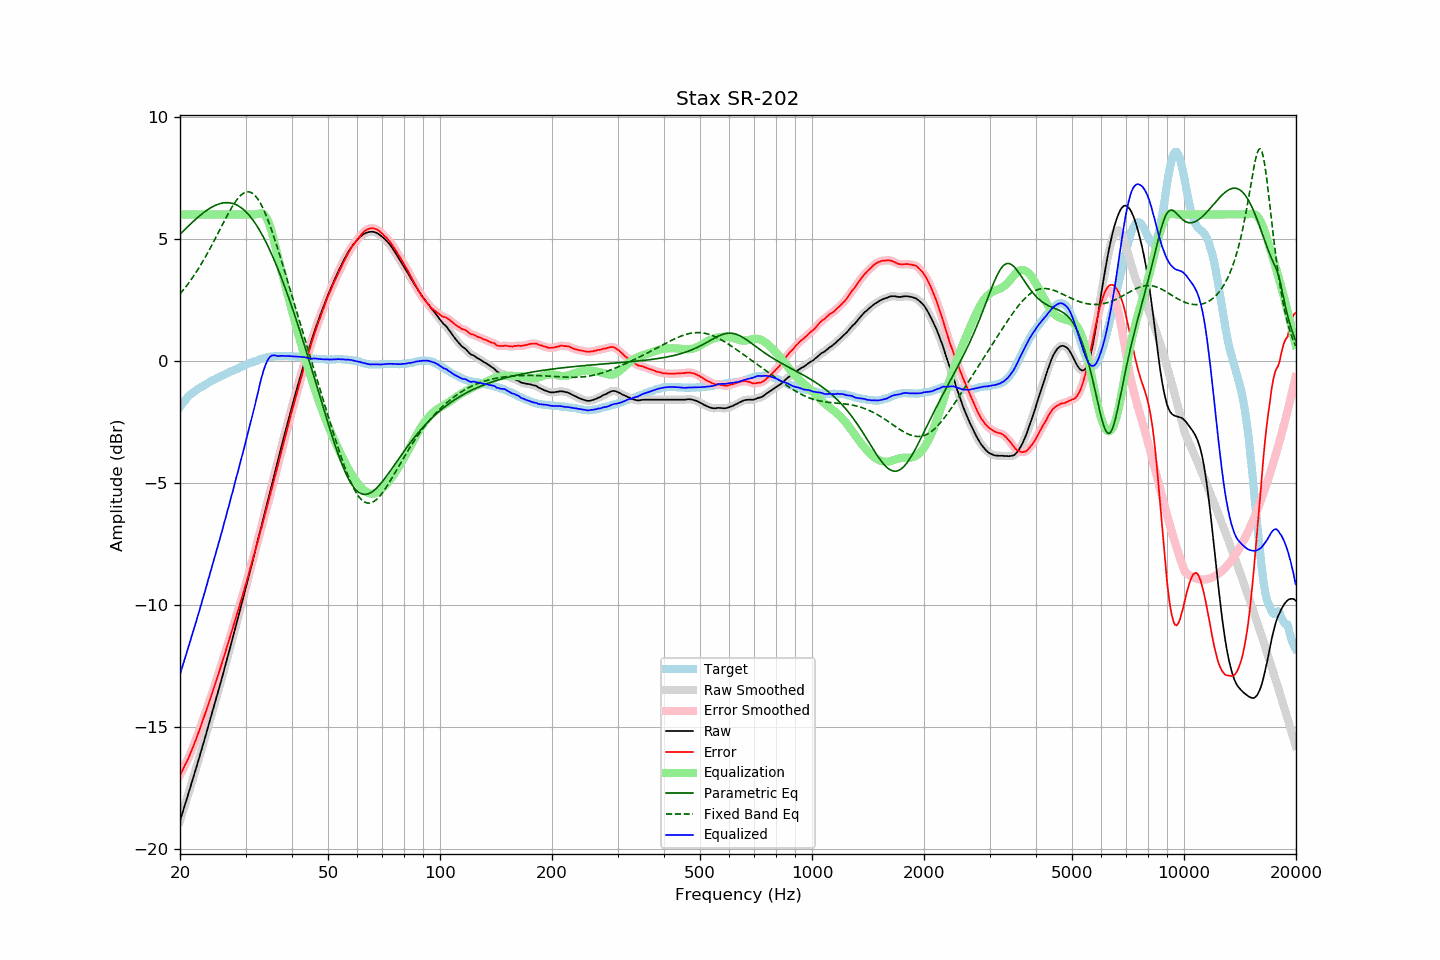 Stax SR-202
Amplitude (dBr)
10
5
0
−5
−10
−15
−20
Target
Raw Smoothed
Error Smoothed
Raw
Error
Equalization
Parametric Eq
Fixed Band Eq
Equalized
20 50 100 200 500 1000 2000 5000 10000 20000
Frequency (Hz)